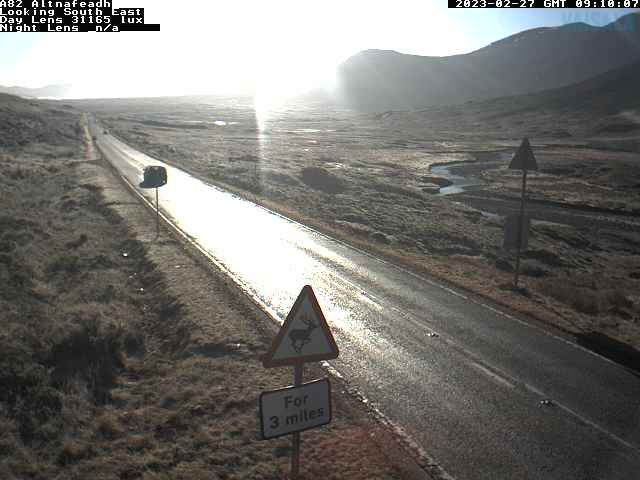 A82 Altnafeadh
Looking South East
Day Lens 31165 lux
Night Lens n/a
2023-02-27 GMT 09:10:07
For
3 miles